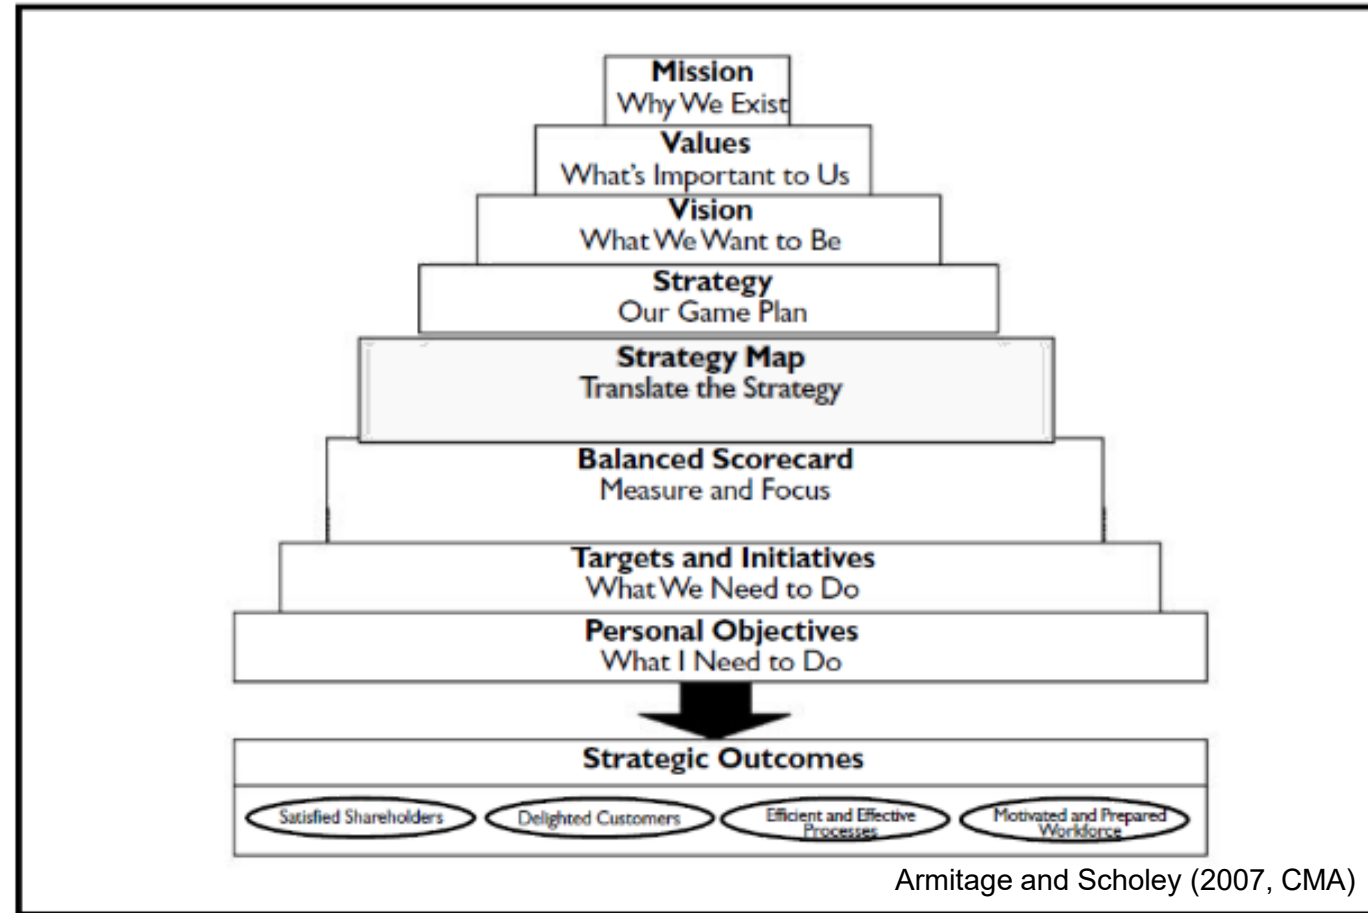 Mission
Why We Exist
Values
What's Important to Us
Vision
What We Want to Be
Strategy
Our Game Plan
Strategy Map
Translate the Strategy
Balanced Scorecard
Measure and Focus
Targets and Initiatives
What We Need to Do
Personal Objectives
What I Need to Do
Strategic Outcomes
Satisfied Shareholders
Delighted Customers
Efficient and Effective
Processes
Motivated and Prepared
Workforce
Armitage and Scholey (2007, CMA)